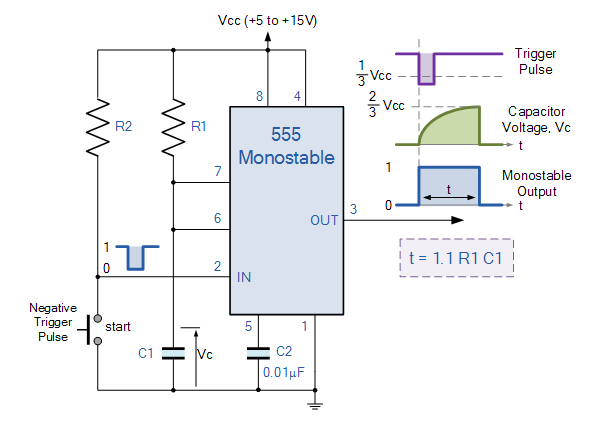 Vcc (+5 to +15V)
8
4
R2
R1
555
Monostable
7
6
2
IN
OUT
3
1
0
Negative
Trigger
Pulse
start
C1
Vc
5
1
C2
0.01µF
1/3 Vcc
Trigger
Pulse
2/3 Vcc
Capacitor
Voltage, Vc
t
1
0
t
Monostable
Output
t
t = 1.1 R1 C1